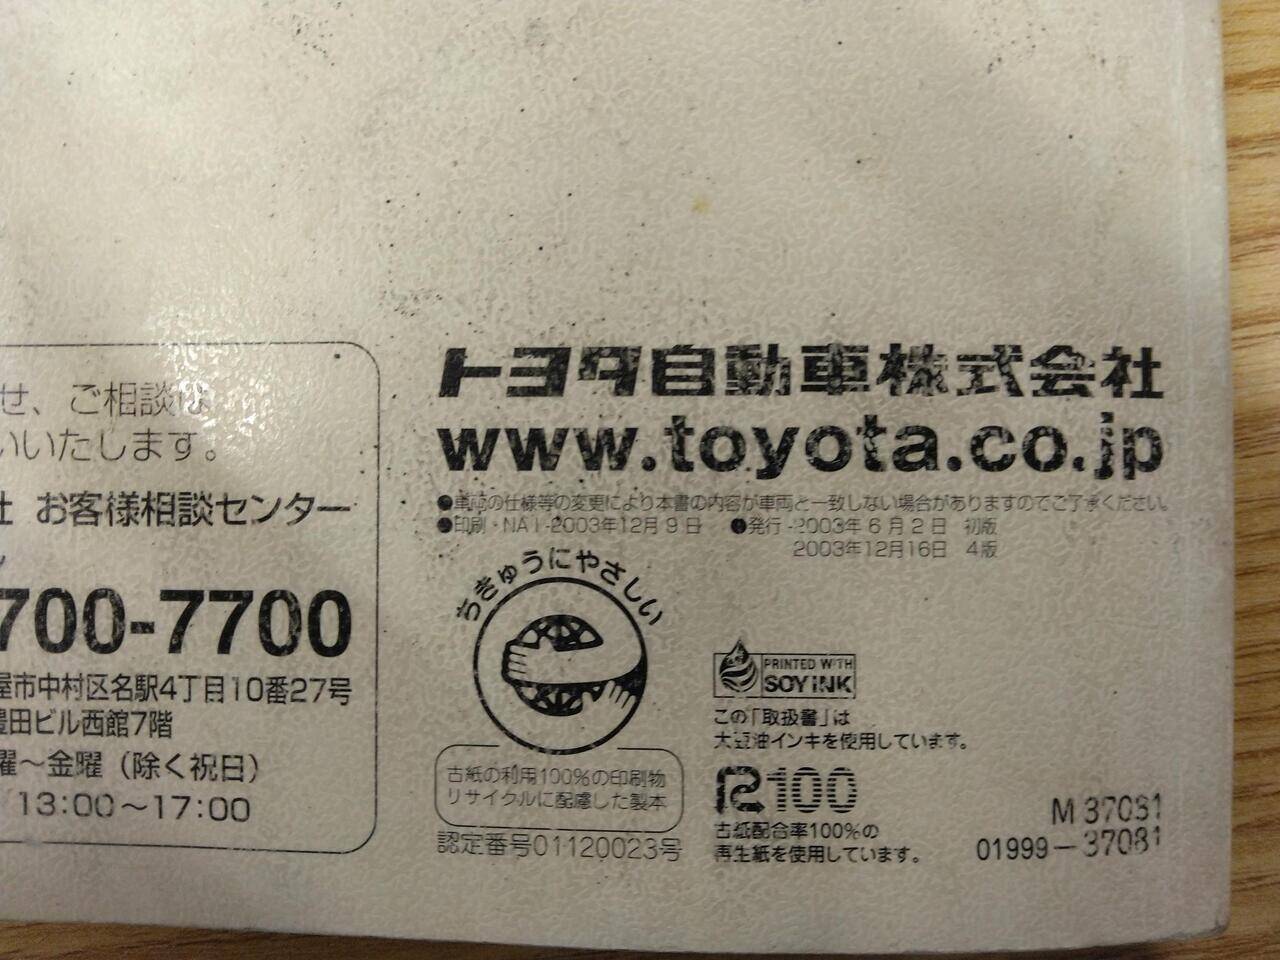 せ、ご相談は
いいたします。
社 お客様相談センター
700-7700
屋市中村区名駅4丁目10番27号
豊田ビル西館7階
曜～金曜（除く祝日）
13:00～17:00
トヨタ自動車株式会社
www.toyota.co.jp
●車両の仕様等の変更により本書の内容が車両と一致しない場合がありますのでご了承ください。
●印刷・NAI-2003年12月9日 ●発行-2003年6月2日 初版
2003年12月16日 4版
ちきゅうにやさしい
古紙の利用100%の印刷物
リサイクルに配慮した製本
認定番号01120023号
PRINTED WITH
SOY INK
この「取扱書」は
大豆油インキを使用しています。
R100
古紙配合率100%の
再生紙を使用しています。
M 37081
01999-37081